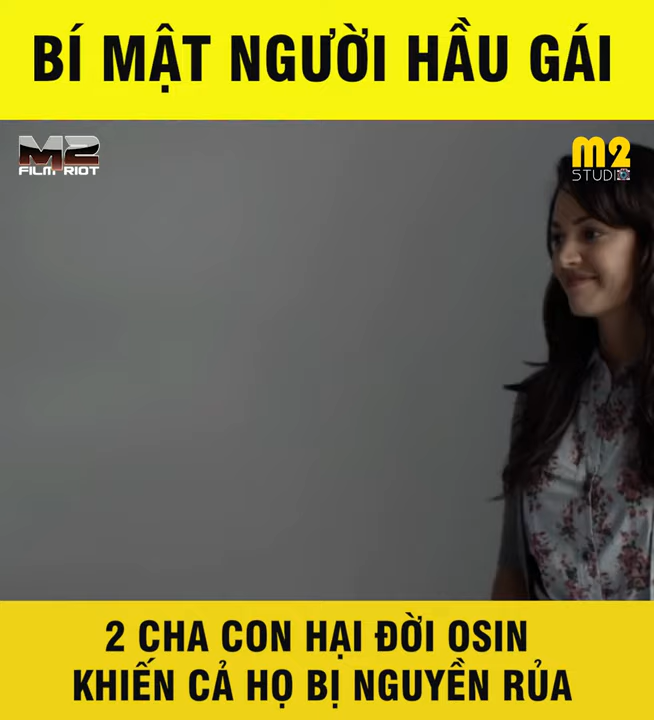 BÍ MẬT NGƯỜI HẦU GÁI
M2
FILM RIOT
M2
STUDIO
2 CHA CON HẠI ĐỜI OSIN
KHIẾN CẢ HỌ BỊ NGUYỀN RỦA